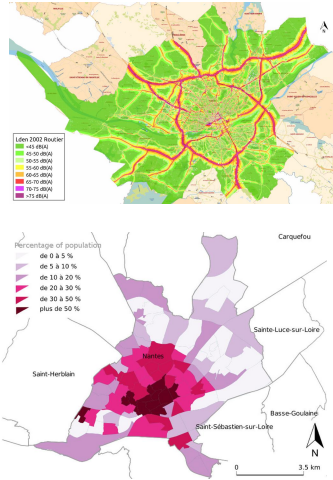 Lden 2002 Routier
<45 dB(A)
45-50 dB(A)
50-55 dB(A)
55-60 dB(A)
60-65 dB(A)
65-70 dB(A)
70-75 dB(A)
>75 dB(A)
N
Carquefou
Percentage of population
de 0 à 5 %
de 5 à 10 %
de 10 à 20 %
de 20 à 30 %
de 30 à 50 %
plus de 50 %
Sainte-Luce-sur-Loire
Nantes
Saint-Herblain
Basse-Goulaine
Saint-Sébastien-sur-Loire
N
0 3.5 km